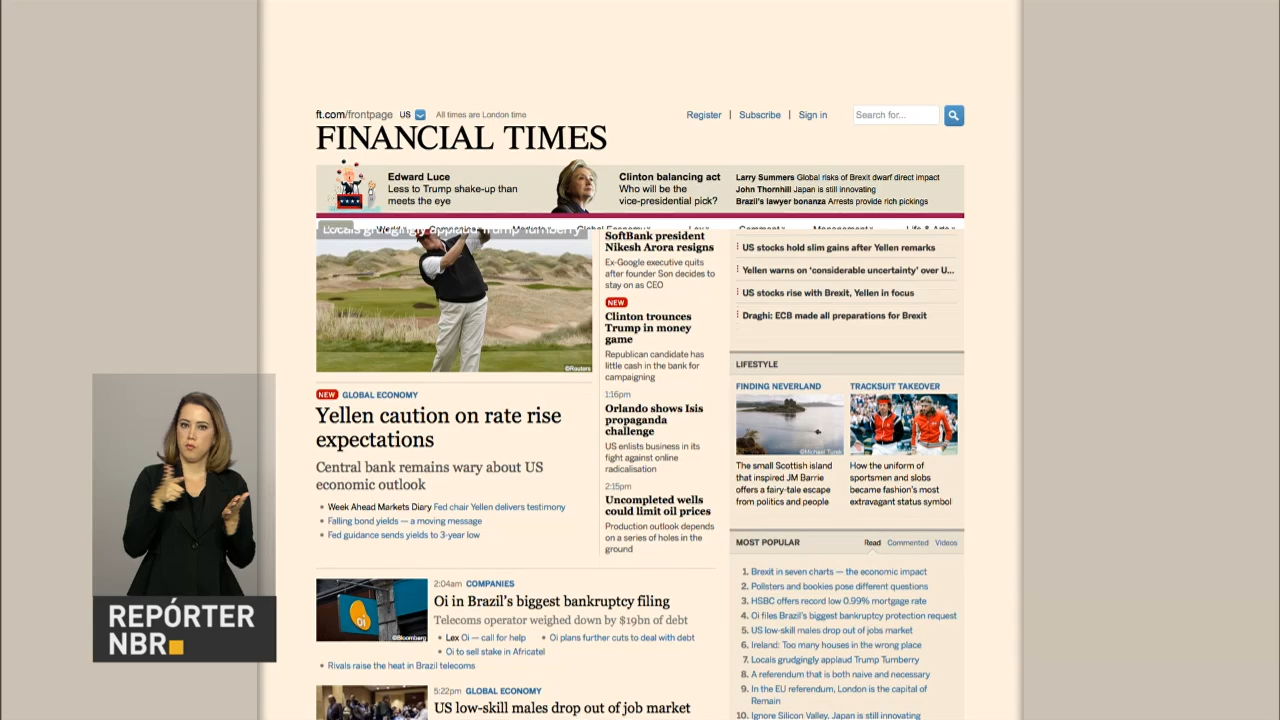 ft.com/frontpage US All times are London time
Register | Subscribe | Sign in
Search for...
FINANCIAL TIMES
Edward Luce
Less to Trump shake-up than
meets the eye
Clinton balancing act
Who will be the
vice-presidential pick?
Larry Summers Global risks of Brexit dwarf direct impact
John Thornhill Japan is still innovating
Brazil's lawyer bonanza Arrests provide rich pickings
Locals grudgingly applaud Trump Turnberry
©Reuters
NEW GLOBAL ECONOMY
Yellen caution on rate rise
expectations
Central bank remains wary about US
economic outlook
Week Ahead Markets Diary Fed chair Yellen delivers testimony
Falling bond yields — a moving message
Fed guidance sends yields to 3-year low
SoftBank president
Nikesh Arora resigns
Ex-Google executive quits
after founder Son decides to
stay on as CEO
NEW
Clinton trounces
Trump in money
game
Republican candidate has
little cash in the bank for
campaigning
1:16pm
Orlando shows Isis
propaganda
challenge
US enlists business in its
fight against online
radicalisation
2:15pm
Uncompleted wells
could limit oil prices
Production outlook depends
on a series of holes in the
ground
US stocks hold slim gains after Yellen remarks
Yellen warns on 'considerable uncertainty' over U...
US stocks rise with Brexit, Yellen in focus
Draghi: ECB made all preparations for Brexit
LIFESTYLE
FINDING NEVERLAND
The small Scottish island
that inspired JM Barrie
offers a fairy-tale escape
from politics and people
TRACKSUIT TAKEOVER
How the uniform of
sportsmen and slobs
became fashion's most
extravagant status symbol
MOST POPULAR
Read Commented Videos
1. Brexit in seven charts — the economic impact
2. Pollsters and bookies pose different questions
3. HSBC offers record low 0.99% mortgage rate
4. Oi files Brazil's biggest bankruptcy protection request
5. US low-skill males drop out of jobs market
6. Ireland: Too many houses in the wrong place
7. Locals grudgingly applaud Trump Turnberry
8. A referendum that is both naive and necessary
9. In the EU referendum, London is the capital of
Remain
10. Ignore Silicon Valley, Japan is still innovating
2:04am COMPANIES
Oi in Brazil's biggest bankruptcy filing
Telecoms operator weighed down by $19bn of debt
Lex Oi — call for help
Oi plans further cuts to deal with debt
Oi to sell stake in Africatel
Rivals raise the heat in Brazil telecoms
oi
©Bloomberg
5:22pm GLOBAL ECONOMY
US low-skill males drop out of job market
REPÓRTER
NBR